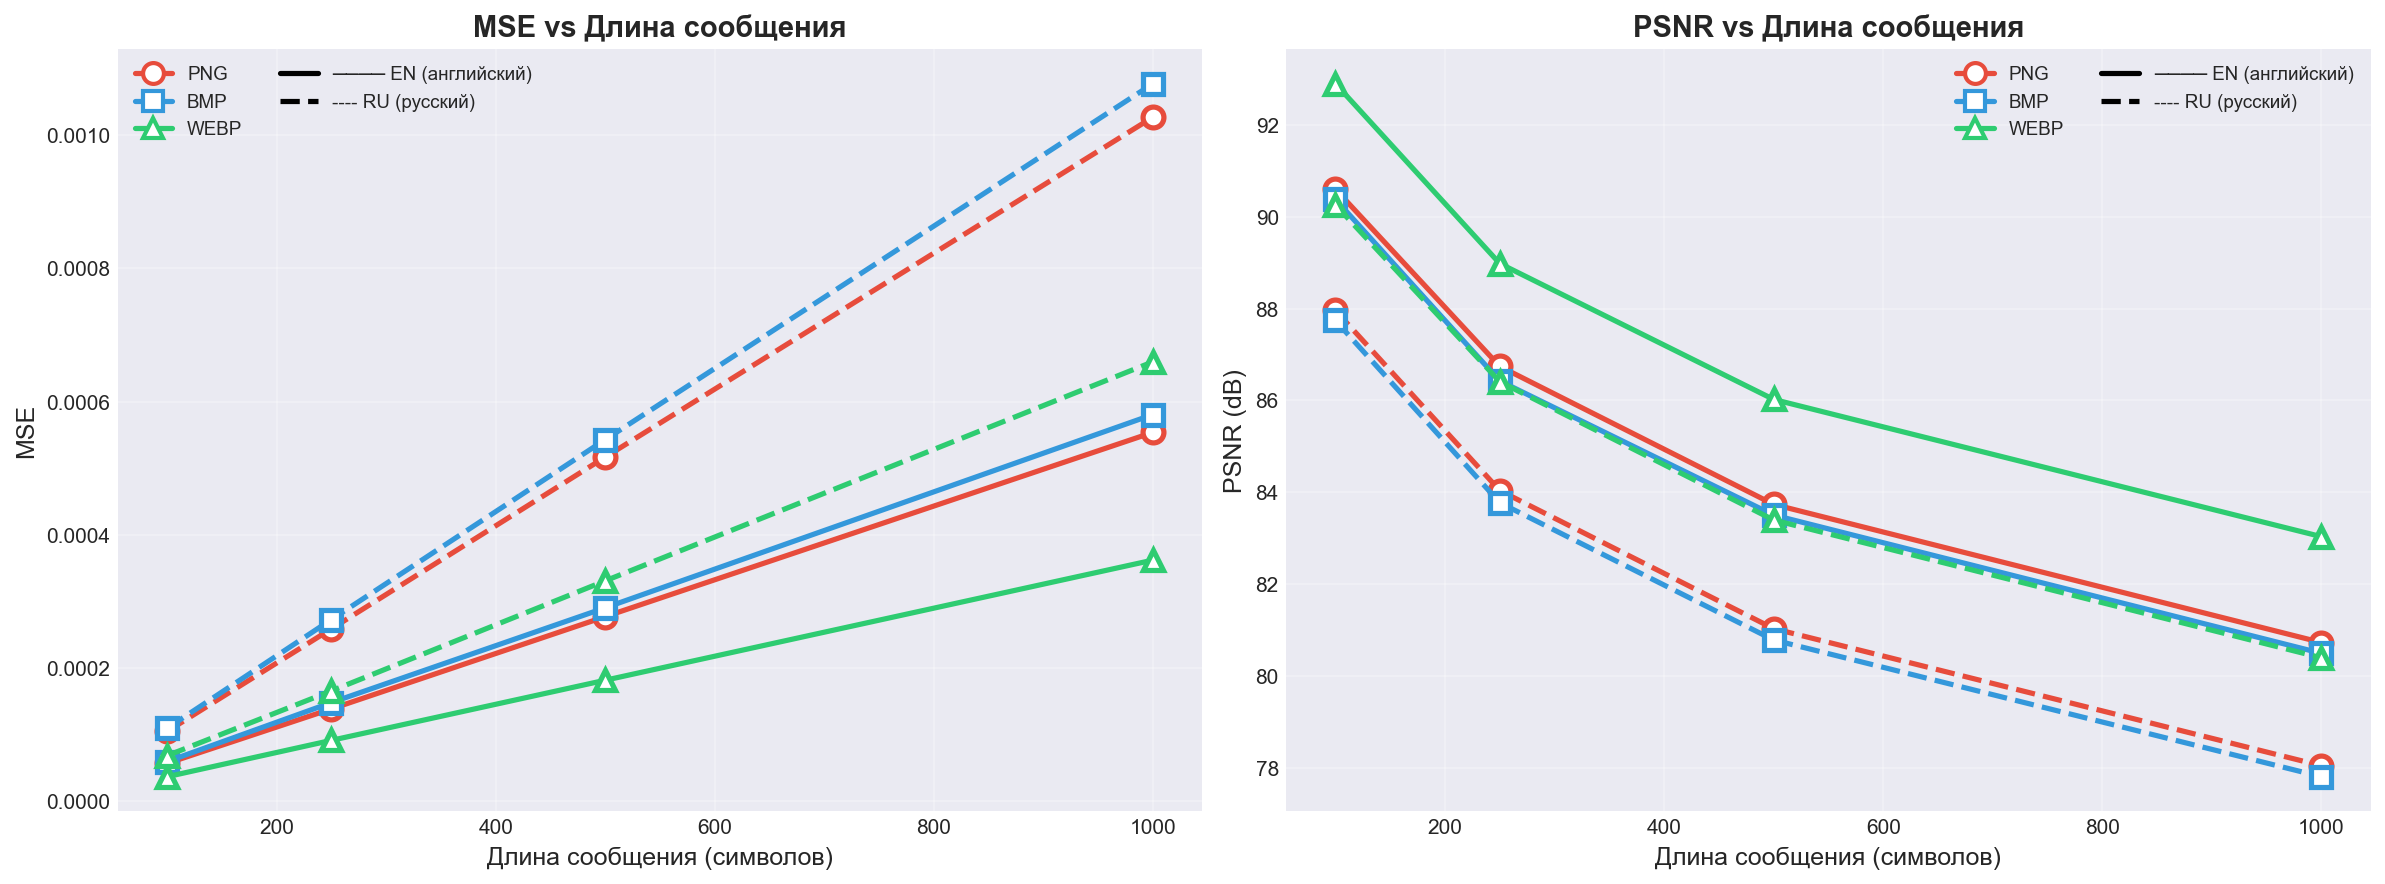 MSE vs Длина сообщения
PNG
BMP
WEBP
——— EN (английский)
---- RU (русский)
0.0010
0.0008
0.0006
0.0004
0.0002
0.0000
MSE
200 400 600 800 1000
Длина сообщения (символов)
PSNR vs Длина сообщения
PNG
BMP
WEBP
——— EN (английский)
---- RU (русский)
92
90
88
86
84
82
80
78
PSNR (dB)
200 400 600 800 1000
Длина сообщения (символов)